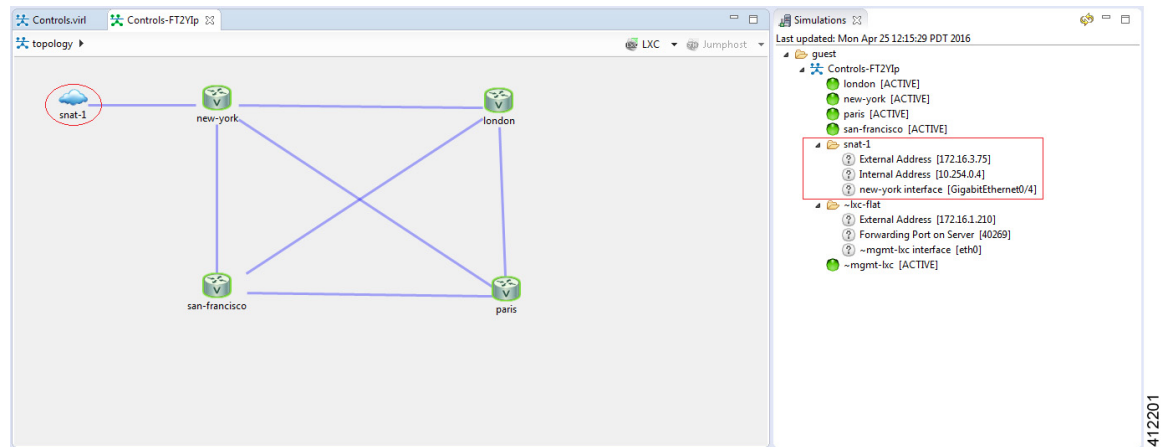 Controls.virl
Controls-FT2YIp
topology
LXC
Jumphost
snat-1
new-york
london
san-francisco
paris
Simulations
Last updated: Mon Apr 25 12:15:29 PDT 2016
guest
Controls-FT2YIp
london [ACTIVE]
new-york [ACTIVE]
paris [ACTIVE]
san-francisco [ACTIVE]
snat-1
External Address [172.16.3.75]
Internal Address [10.254.0.4]
new-york interface [GigabitEthernet0/4]
~lxc-flat
External Address [172.16.1.210]
Forwarding Port on Server [40269]
~mgmt-lxc interface [eth0]
~mgmt-lxc [ACTIVE]
412201